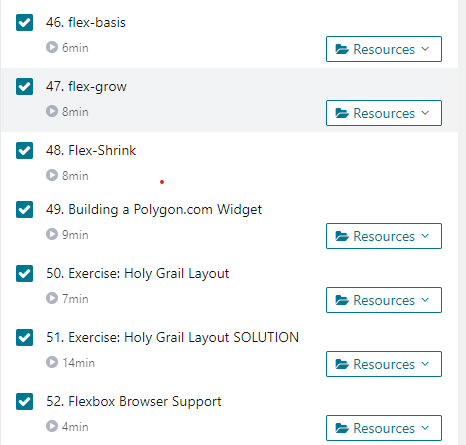 46. flex-basis
6min
Resources
47. flex-grow
8min
Resources
48. Flex-Shrink
8min
49. Building a Polygon.com Widget
9min
Resources
50. Exercise: Holy Grail Layout
7min
Resources
51. Exercise: Holy Grail Layout SOLUTION
14min
Resources
52. Flexbox Browser Support
4min
Resources